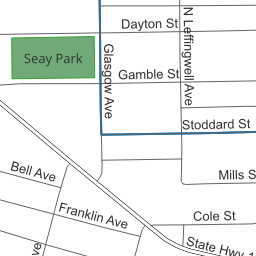 Dayton St
N Leffingwell Ave
Seay Park
Glasgow Ave
Gamble St
Stoddard St
Bell Ave
Mills S
Franklin Ave
Cole St
State Hwy 1
ve